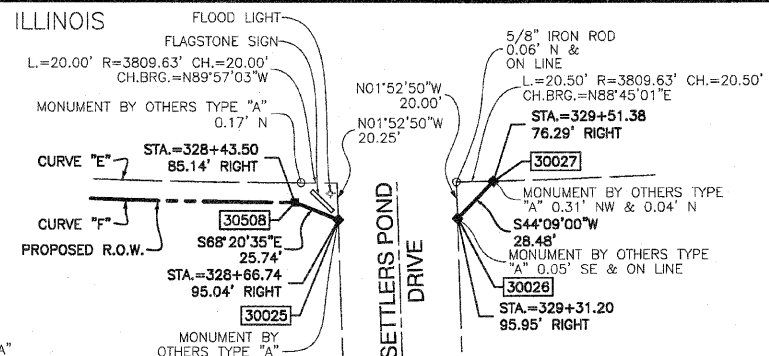 ILLINOIS
FLOOD LIGHT
FLAGSTONE SIGN
L.=20.00' R=3809.63' CH.=20.00'
CH.BRG.=N89°57'03"W
MONUMENT BY OTHERS TYPE "A"
0.17' N
CURVE "E"
STA.=328+43.50
85.14' RIGHT
CURVE "F"
30508
PROPOSED R.O.W.
S68°20'35"E
25.74'
STA.=328+66.74
95.04' RIGHT
30025
MONUMENT BY
OTHERS TYPE "A"
A"
N01°52'50"W
20.00'
N01°52'50"W
20.25'
SETTLERS POND
DRIVE
5/8" IRON ROD
0.06' N &
ON LINE
L.=20.50' R=3809.63' CH.=20.50'
CH.BRG.=N88°45'01"E
STA.=329+51.38
76.29' RIGHT
30027
MONUMENT BY OTHERS TYPE
"A" 0.31' NW & 0.04' N
S44°09'00"W
28.48'
MONUMENT BY OTHERS TYPE
"A" 0.05' SE & ON LINE
30026
STA.=329+31.20
95.95' RIGHT